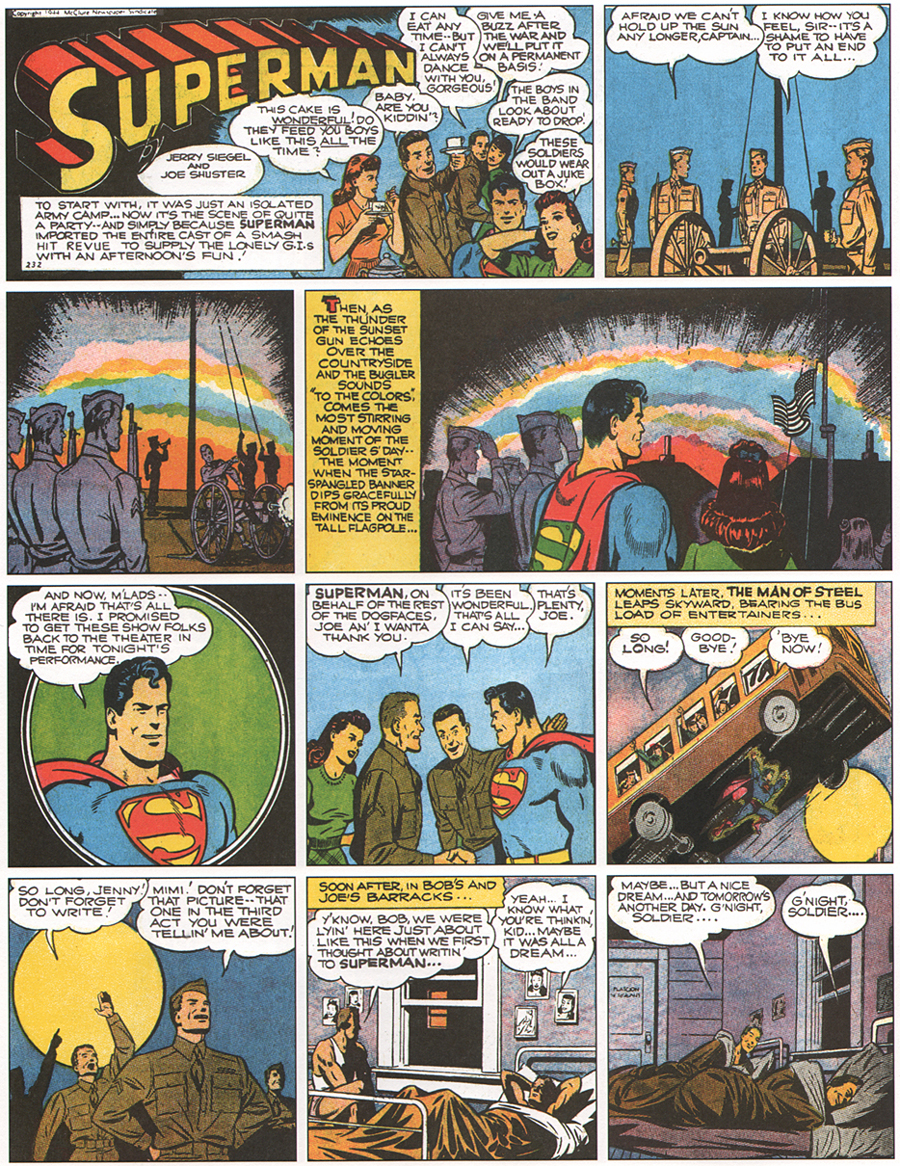 Copyright 1944 McClure Newspaper Syndicate
SUPERMAN
by
JERRY SIEGEL
AND
JOE SHUSTER
TO START WITH, IT WAS JUST AN ISOLATED
ARMY CAMP... NOW IT'S THE SCENE OF QUITE
A PARTY--AND SIMPLY BECAUSE SUPERMAN
IMPORTED THE ENTIRE CAST OF A SMASH
HIT REVUE TO SUPPLY THE LONELY G.I.s
WITH AN AFTERNOON'S FUN!
232
THIS CAKE IS
WONDERFUL! DO
THEY FEED YOU BOYS
LIKE THIS ALL THE
TIME?
BABY,
ARE YOU
KIDDIN'?
I CAN
EAT ANY
TIME--BUT
I CAN'T
ALWAYS
DANCE
WITH YOU,
GORGEOUS!
GIVE ME A
BUZZ AFTER
THE WAR AND
WE'LL PUT IT
ON A PERMANENT
BASIS!
THE BOYS
IN THE
BAND
LOOK ABOUT
READY TO DROP!
THESE
SOLDIERS
WOULD WEAR
OUT A JUKE
BOX!
AFRAID WE CAN'T
HOLD UP THE SUN
ANY LONGER, CAPTAIN...
I KNOW HOW YOU
FEEL, SIR--IT'S A
SHAME TO HAVE
TO PUT AN END
TO IT ALL...
THEN, AS
THE THUNDER
OF THE SUNSET
GUN ECHOES
OVER THE
COUNTRYSIDE
AND THE BUGLER
SOUNDS
"TO THE COLORS",
COMES THE
MOST STIRRING
AND MOVING
MOMENT OF THE
SOLDIER S' DAY--
THE MOMENT
WHEN THE STAR-
SPANGLED BANNER
DIPS GRACEFULLY
FROM ITS PROUD
EMINENCE ON THE
TALL FLAGPOLE...
AND NOW, M'LADS--
I'M AFRAID THAT'S ALL
THERE IS. I PROMISED
TO GET THESE SHOW FOLKS
BACK TO THE THEATER IN
TIME FOR TONIGHT'S
PERFORMANCE.
SUPERMAN, ON
BEHALF OF THE REST
OF THE DOGFACES,
JOE AN' I WANTA
THANK YOU.
IT'S BEEN
WONDERFUL.
THAT'S ALL
I CAN SAY...
THAT'S
PLENTY,
JOE.
MOMENTS LATER, THE MAN OF STEEL
LEAPS SKYWARD, BEARING THE BUS
LOAD OF ENTERTAINERS...
SO
LONG!
GOOD-
BYE!
'BYE
NOW!
SO LONG, JENNY!
DON'T FORGET
TO WRITE!
MIMI! DON'T FORGET
THAT PICTURE--THAT
ONE IN THE THIRD
ACT YOU WERE
TELLIN' ME ABOUT!
SOON AFTER, IN BOB'S AND
JOE'S BARRACKS...
Y'KNOW, BOB, WE WERE
LYIN' HERE JUST ABOUT
LIKE THIS WHEN WE FIRST
THOUGHT ABOUT WRITIN'
TO SUPERMAN...
YEAH... I
KNOW WHAT
YOU'RE THINKIN,
KID...MAYBE
IT WAS ALL A
DREAM...
MAYBE...BUT A NICE
DREAM...AND TOMORROW'S
ANOTHER DAY. G'NIGHT,
SOLDIER....
G'NIGHT,
SOLDIER....
PLATOON